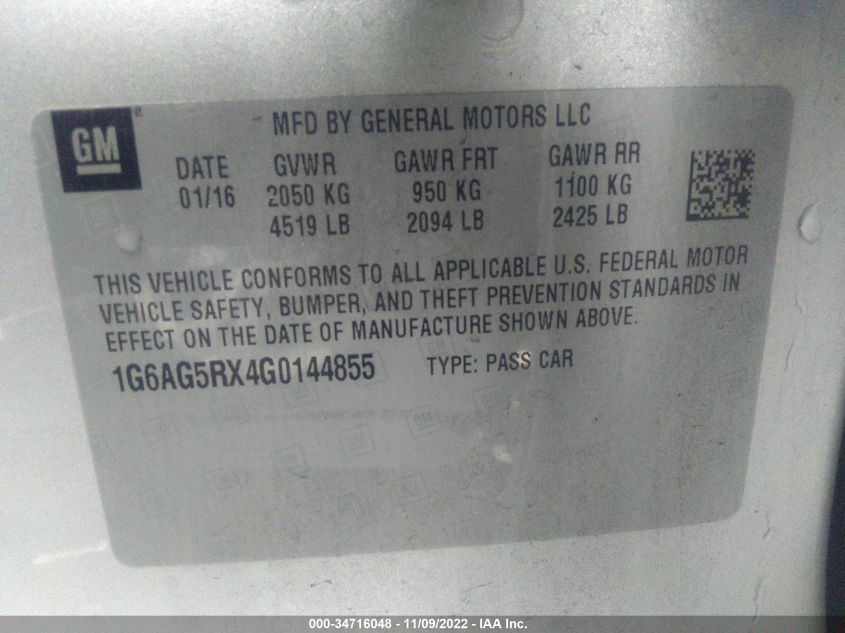 GM
MFD BY GENERAL MOTORS LLC
DATE GVWR GAWR FRT GAWR RR
01/16 2050 KG 950 KG 1100 KG
4519 LB 2094 LB 2425 LB
THIS VEHICLE CONFORMS TO ALL APPLICABLE U.S. FEDERAL MOTOR
VEHICLE SAFETY, BUMPER, AND THEFT PREVENTION STANDARDS IN
EFFECT ON THE DATE OF MANUFACTURE SHOWN ABOVE.
1G6AG5RX4G0144855 TYPE: PASS CAR
000-34716048 - 11/09/2022 - IAA Inc.